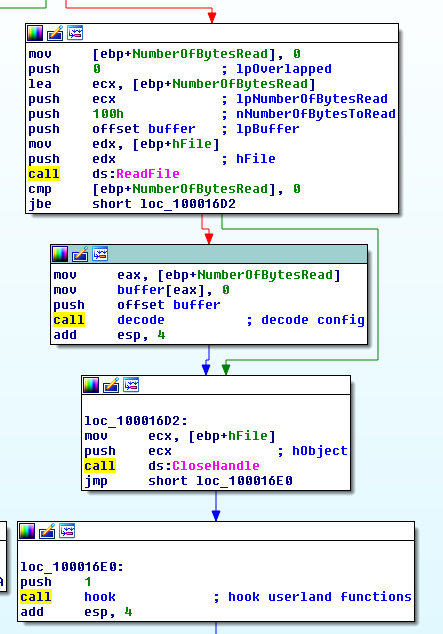 mov [ebp+NumberOfBytesRead], 0
push 0 ; lpOverlapped
lea ecx, [ebp+NumberOfBytesRead]
push ecx ; lpNumberOfBytesRead
push 100h ; nNumberOfBytesToRead
push offset buffer ; lpBuffer
mov edx, [ebp+hFile]
push edx ; hFile
call ds:ReadFile
cmp [ebp+NumberOfBytesRead], 0
jbe short loc_100016D2
mov eax, [ebp+NumberOfBytesRead]
mov buffer[eax], 0
push offset buffer
call decode ; decode config
add esp, 4
loc_100016D2:
mov ecx, [ebp+hFile]
push ecx ; hObject
call ds:CloseHandle
jmp short loc_100016E0
loc_100016E0:
push 1
call hook ; hook userland functions
add esp, 4